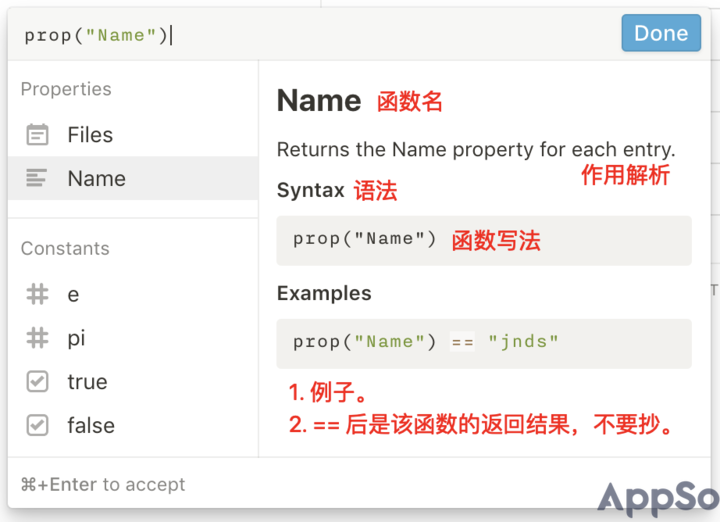 prop("Name")
Done
Properties
Files
Name
Constants
e
pi
true
false
Name 函数名
Returns the Name property for each entry.
作用解析
Syntax 语法
prop("Name") 函数写法
Examples
prop("Name") == "jnds"
1. 例子。
2. == 后是该函数的返回结果，不要抄。
⌘+Enter to accept
T
AppSo